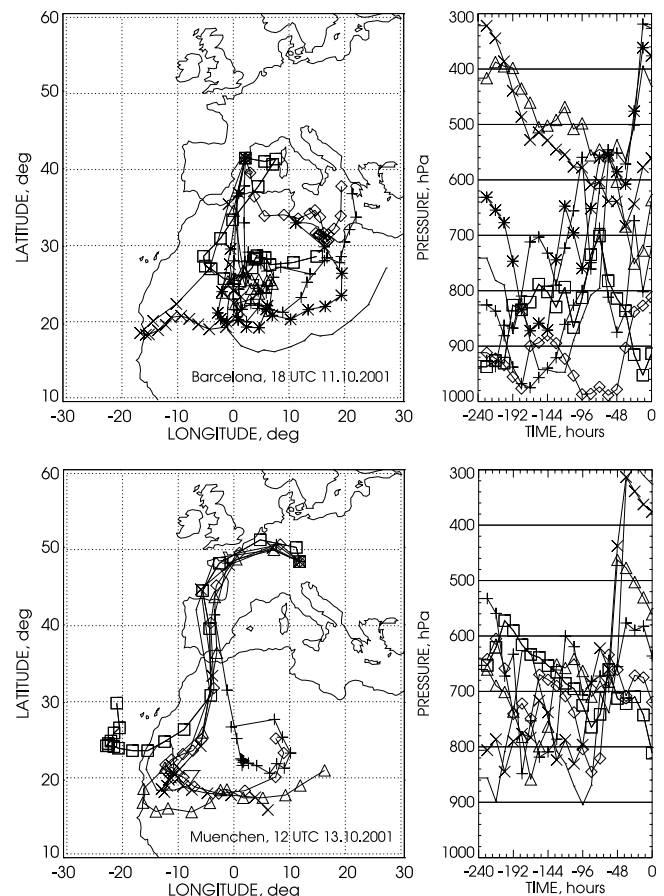 60
50
40
30
20
10
LATITUDE, deg
Barcelona, 18 UTC 11.10.2001
-30 -20 -10 0 10 20 30
LONGITUDE, deg
300
400
500
600
700
800
900
1000
PRESSURE, hPa
-240 -192 -144 -96 -48 0
TIME, hours
60
50
40
30
20
10
LATITUDE, deg
Muenchen, 12 UTC 13.10.2001
-30 -20 -10 0 10 20 30
LONGITUDE, deg
300
400
500
600
700
800
900
1000
PRESSURE, hPa
-240 -192 -144 -96 -48 0
TIME, hours